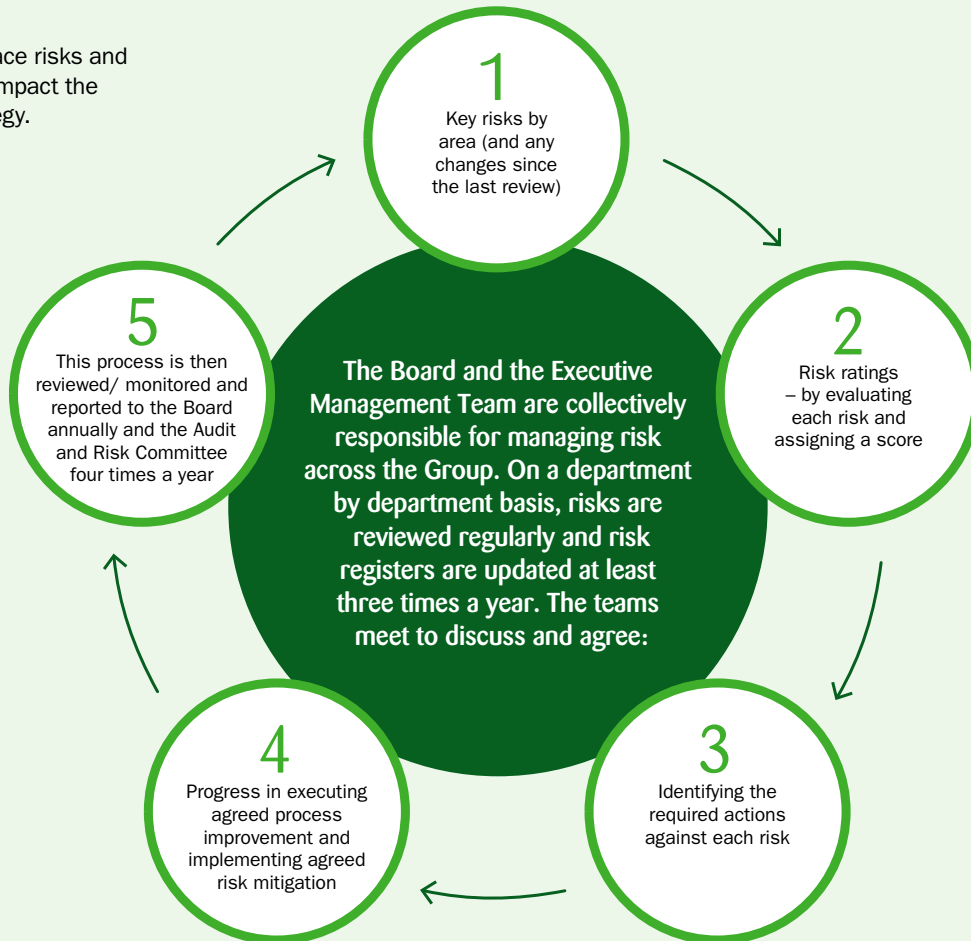 ace risks and
mpact the
egy.
1
Key risks by
area (and any
changes since
the last review)
2
Risk ratings
– by evaluating
each risk and
assigning a score
3
Identifying the
required actions
against each risk
4
Progress in executing
agreed process
improvement and
implementing agreed
risk mitigation
5
This process is then
reviewed/ monitored and
reported to the Board
annually and the Audit
and Risk Committee
four times a year
The Board and the Executive
Management Team are collectively
responsible for managing risk
across the Group. On a department
by department basis, risks are
reviewed regularly and risk
registers are updated at least
three times a year. The teams
meet to discuss and agree: